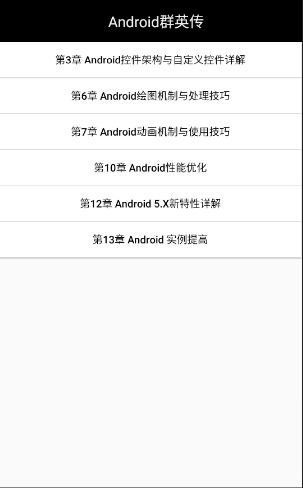 Android群英传
第3章 Android控件架构与自定义控件详解
第6章 Android绘图机制与处理技巧
第7章 Android动画机制与使用技巧
第10章 Android性能优化
第12章 Android 5.X新特性详解
第13章 Android 实例提高